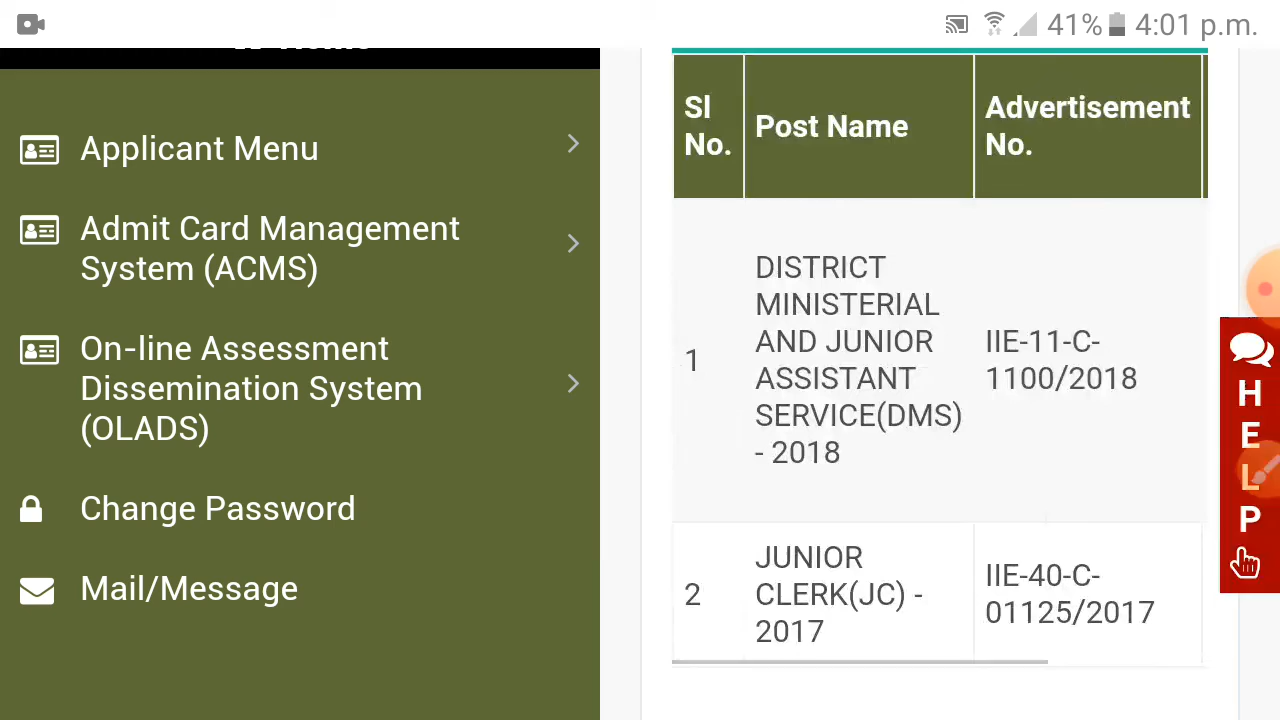 41% 4:01 p.m.
Applicant Menu
Admit Card Management
System (ACMS)
On-line Assessment
Dissemination System
(OLADS)
Change Password
Mail/Message
Sl
No.
Post Name
Advertisement
No.
1
DISTRICT
MINISTERIAL
AND JUNIOR
ASSISTANT
SERVICE(DMS)
- 2018
IIE-11-C-
1100/2018
2
JUNIOR
CLERK(JC) -
2017
IIE-40-C-
01125/2017
H
E
L
P